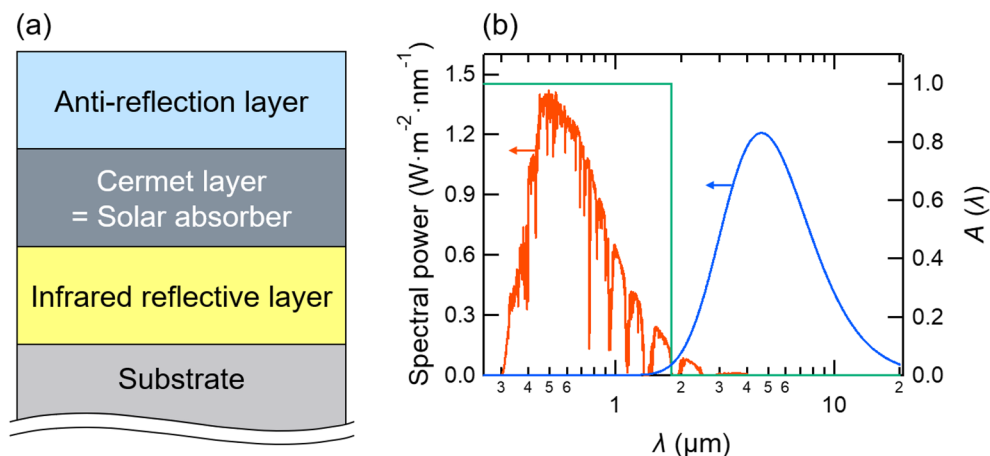 (a)
Anti-reflection layer
Cermet layer
= Solar absorber
Infrared reflective layer
Substrate
(b)
Spectral power (W·m⁻²·nm⁻¹)
1.5
1.2
0.9
0.6
0.3
0.0
1.0
0.8
0.6
0.4
0.2
0.0
A (λ)
3 4 5 6 2 3 4 5 6 2
1 10
λ (μm)